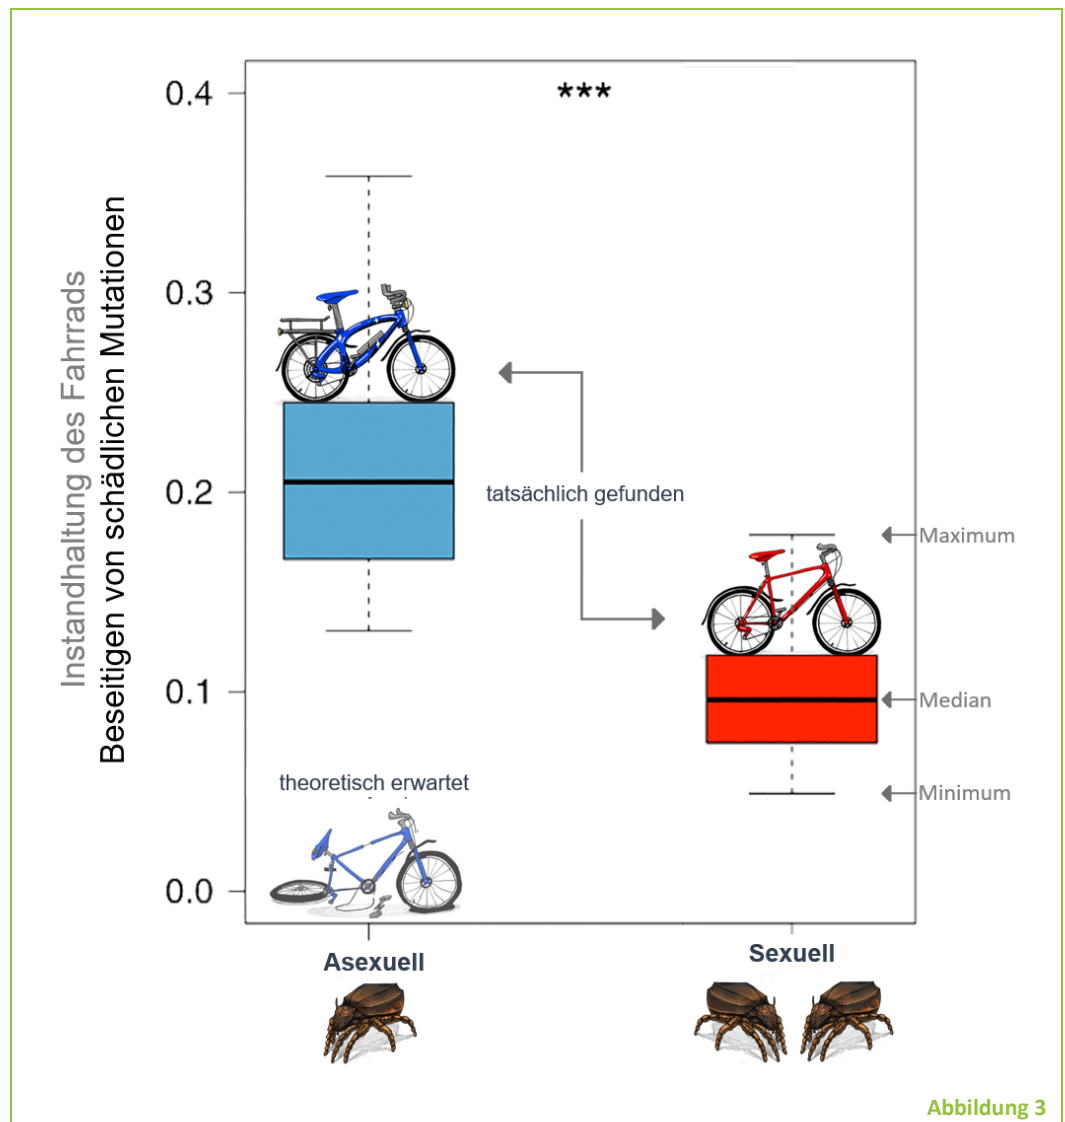 ***
0.4
0.3
0.2
0.1
0.0
Instandhaltung des Fahrrads
Beseitigen von schädlichen Mutationen
tatsächlich gefunden
Maximum
Median
Minimum
theoretisch erwartet
Asexuell
Sexuell
Abbildung 3